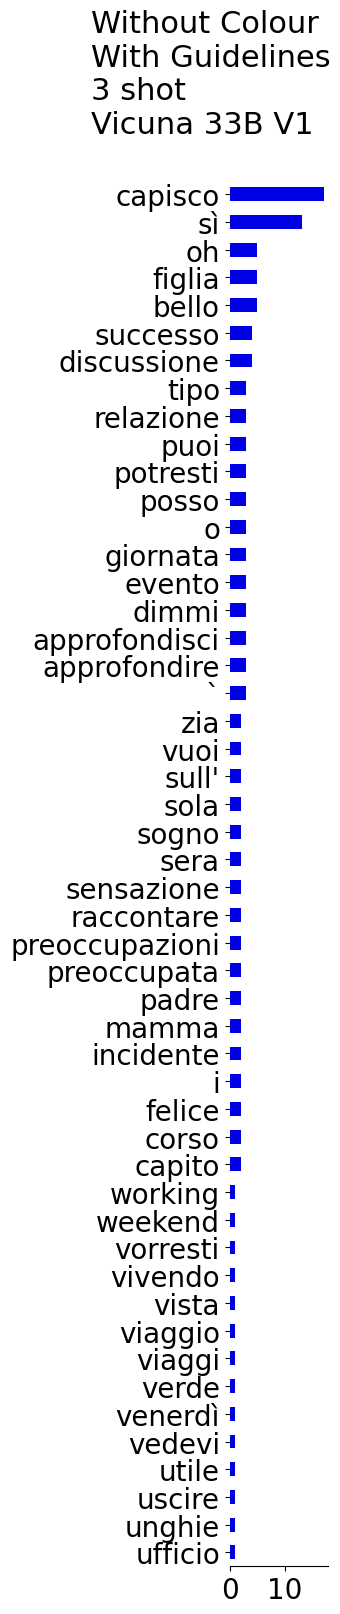 Without Colour
With Guidelines
3 shot
Vicuna 33B V1
capisco
sì
oh
figlia
bello
successo
discussione
tipo
relazione
puoi
potresti
posso
o
giornata
evento
dimmi
approfondisci
approfondire
`
zia
vuoi
sull'
sola
sogno
sera
sensazione
raccontare
preoccupazioni
preoccupata
padre
mamma
incidente
i
felice
corso
capito
working
weekend
vorresti
vivendo
vista
viaggio
viaggi
verde
venerdì
vedevi
utile
uscire
unghie
ufficio
0 10